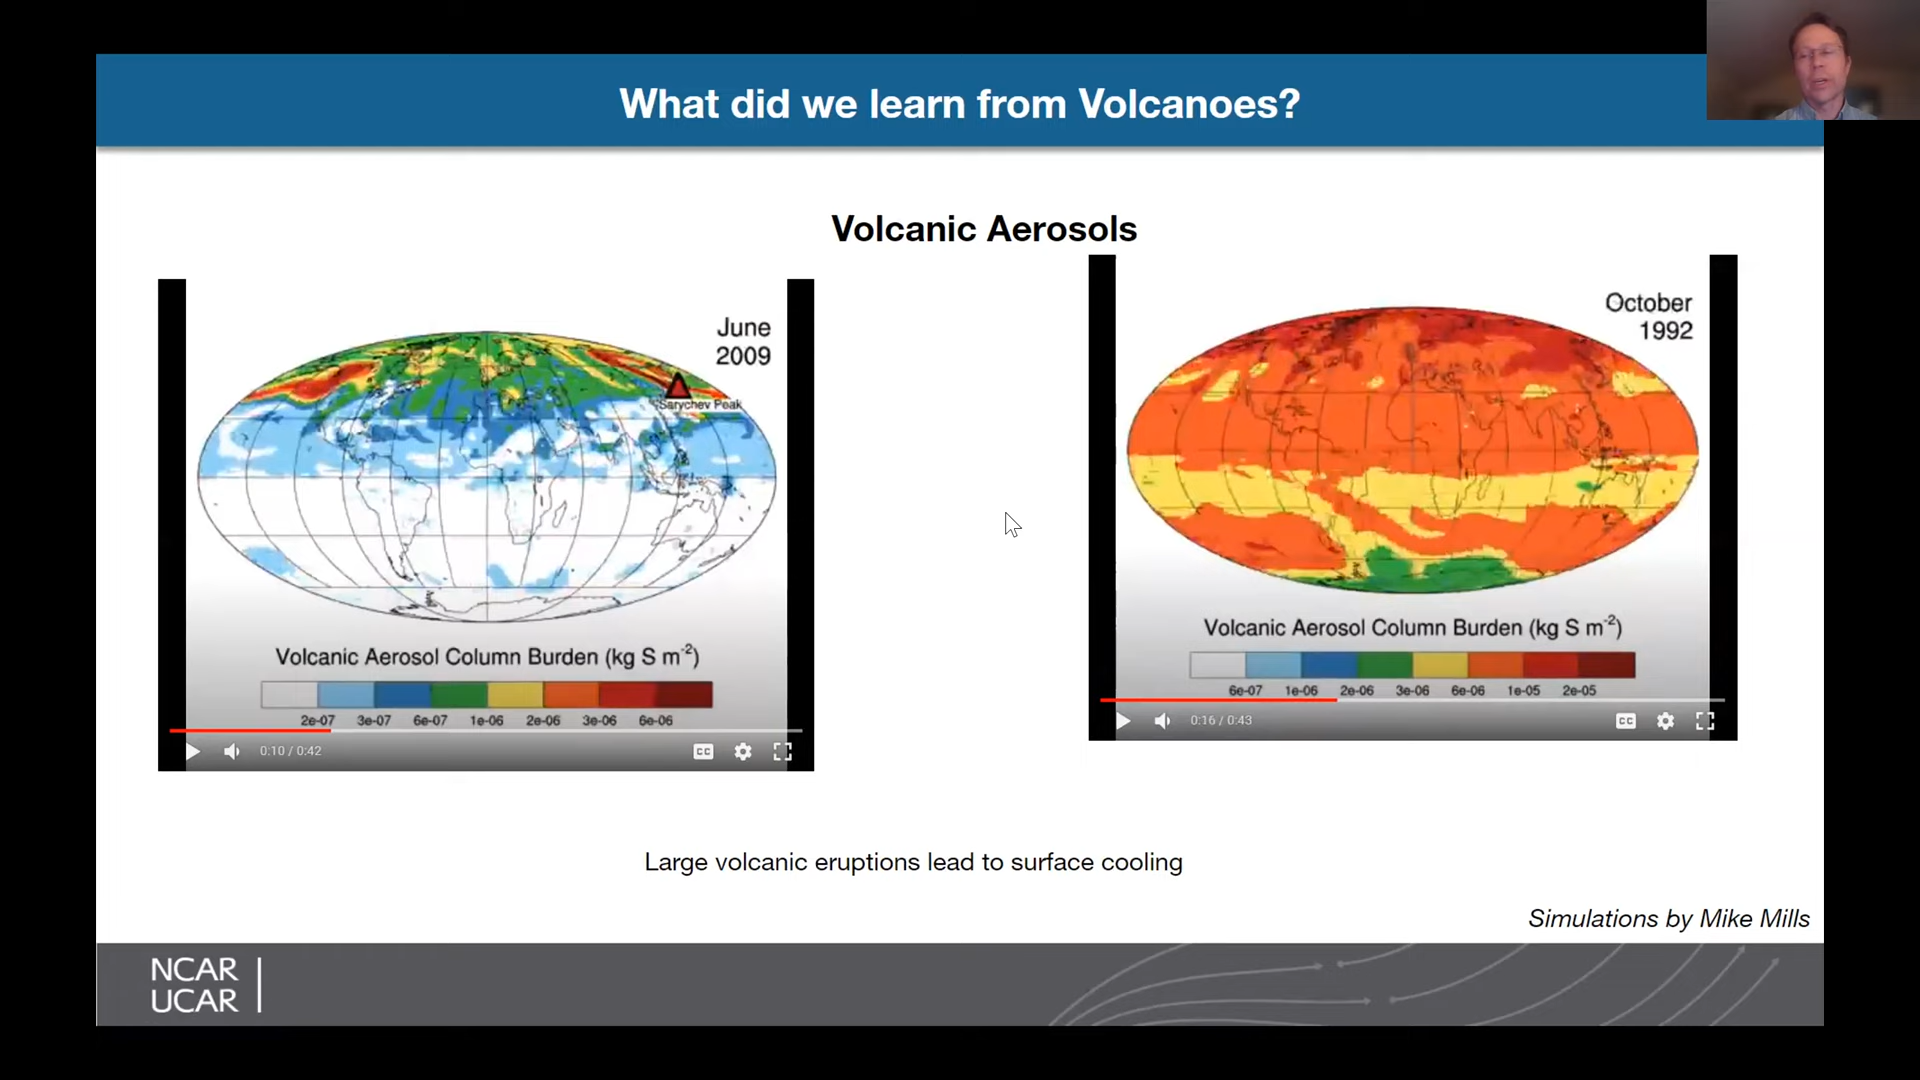 What did we learn from Volcanoes?
Volcanic Aerosols
June
2009
Sarychev Peak
Volcanic Aerosol Column Burden (kg S m-2)
2e-07 3e-07 6e-07 1e-06 2e-06 3e-06 6e-06
0:10 / 0:42
CC
October
1992
Volcanic Aerosol Column Burden (kg S m-2)
6e-07 1e-06 2e-06 3e-06 6e-06 1e-05 2e-05
0:16 / 0:43
CC
Large volcanic eruptions lead to surface cooling
Simulations by Mike Mills
NCAR
UCAR